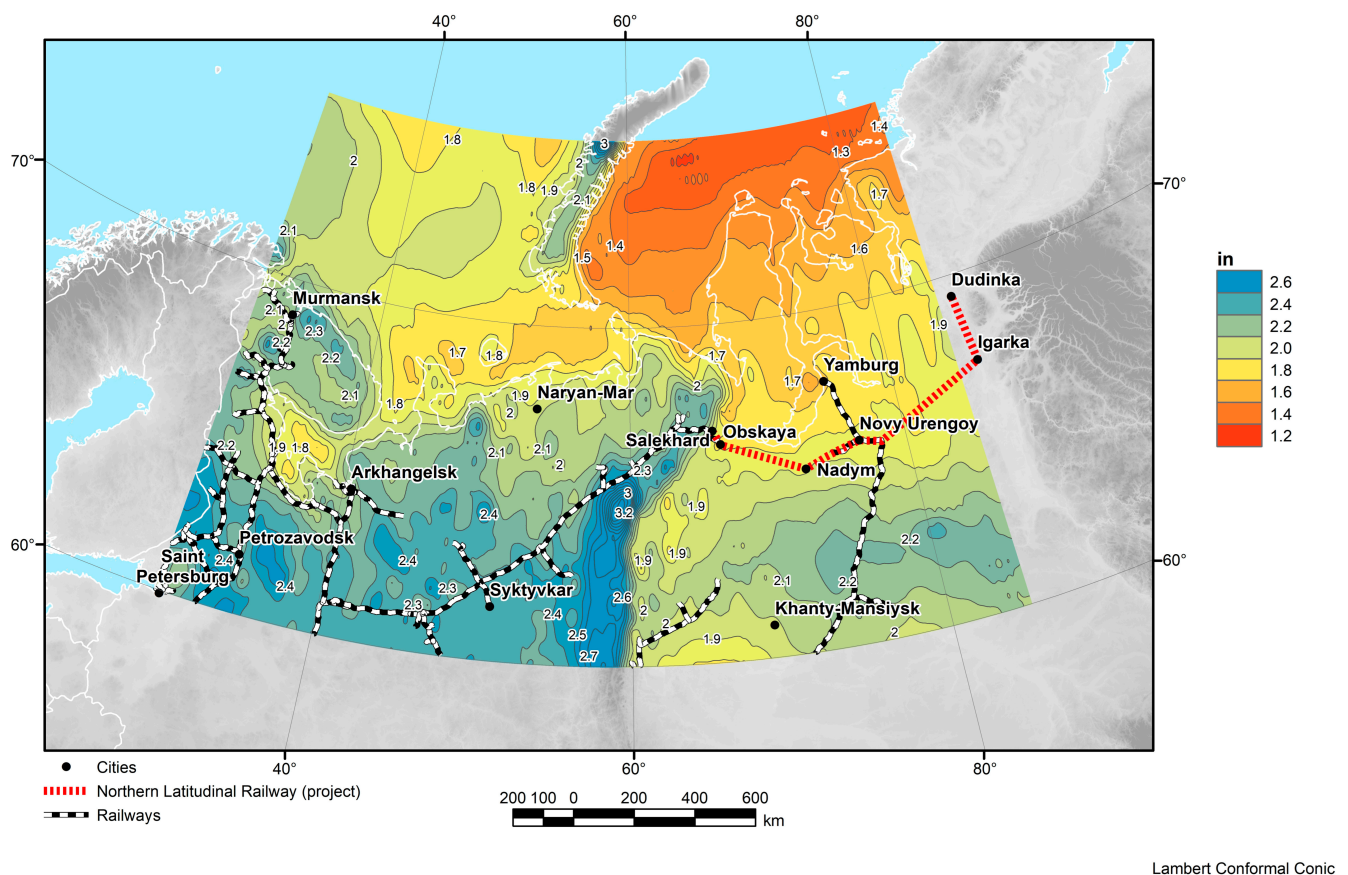 40° 60° 80°
1.4
3 1.3
1.8
70° 2 2
70°
1.8 1.9 1.7
2.1
2.1
1.4 1.6
1.5
in
Dudinka
2.6
Murmansk 2.4
2.1
2 2.3 1.9 2.2
2.2 Igarka
2.2 1.7 1.8 1.7 2.0
Yamburg 1.8
1.7
2 1.6
2.1 1.9 Naryan-Mar
1.8 1.4
2
1.2
Novy Urengoy
Obskaya
Salekhard
2.2 1.9 1.8 2.1 2.1
2 2.3
Arkhangelsk Nadym
3
1.9
2.4 3.2
Petrozavodsk 2.2
60° Saint
2.4 2.4 1.9 1.9 60°
Petersburg
2.4 2.3 2.1 2.2
Syktyvkar
2.6
2.3 2 Khanty-Mansiysk
2.4
2
2.5 1.9 2
2.7
40° 60° 80°
Cities
Northern Latitudinal Railway (project)
200 100 0 200 400 600
Railways
km
Lambert Conformal Conic